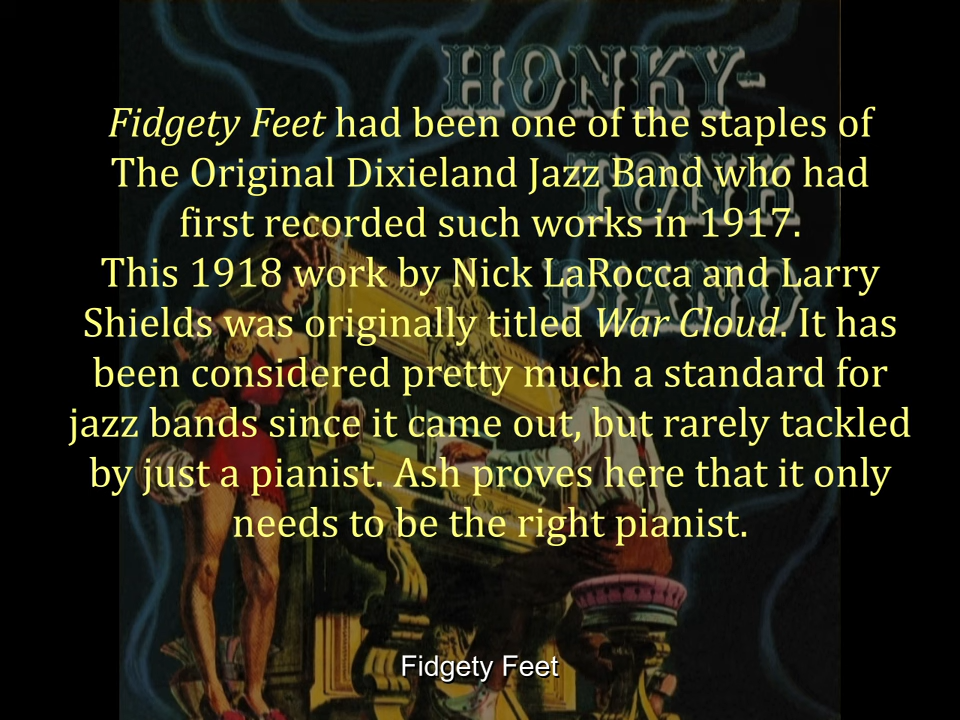 HONKY-
TONK
PIANO
Fidgety Feet had been one of the staples of
The Original Dixieland Jazz Band who had
first recorded such works in 1917.
This 1918 work by Nick LaRocca and Larry
Shields was originally titled War Cloud. It has
been considered pretty much a standard for
jazz bands since it came out, but rarely tackled
by just a pianist. Ash proves here that it only
needs to be the right pianist.
Fidgety Feet